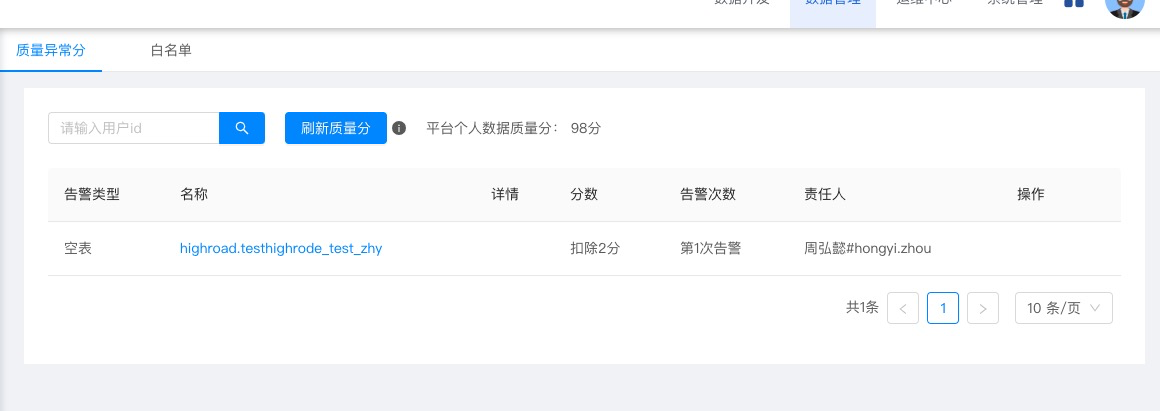 数据开发 数据管理 运维中心 系统管理
质量异常分 白名单
请输入用户id 刷新质量分 平台个人数据质量分： 98分
告警类型 名称 详情 分数 告警次数 责任人 操作
空表 highroad.testhighrode_test_zhy 扣除2分 第1次告警 周弘懿#hongyi.zhou
共1条 < 1 > 10 条/页